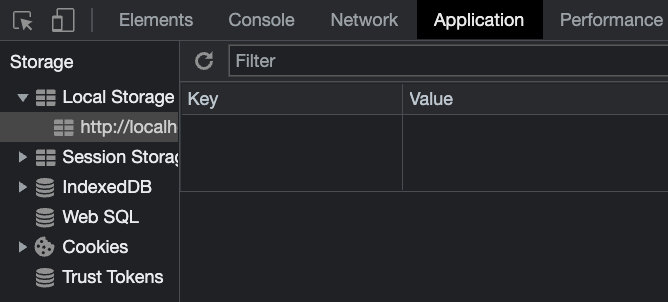 Elements Console Network Application Performance
Storage
Filter
Local Storage
Key Value
http://localh
Session Storag
IndexedDB
Web SQL
Cookies
Trust Tokens